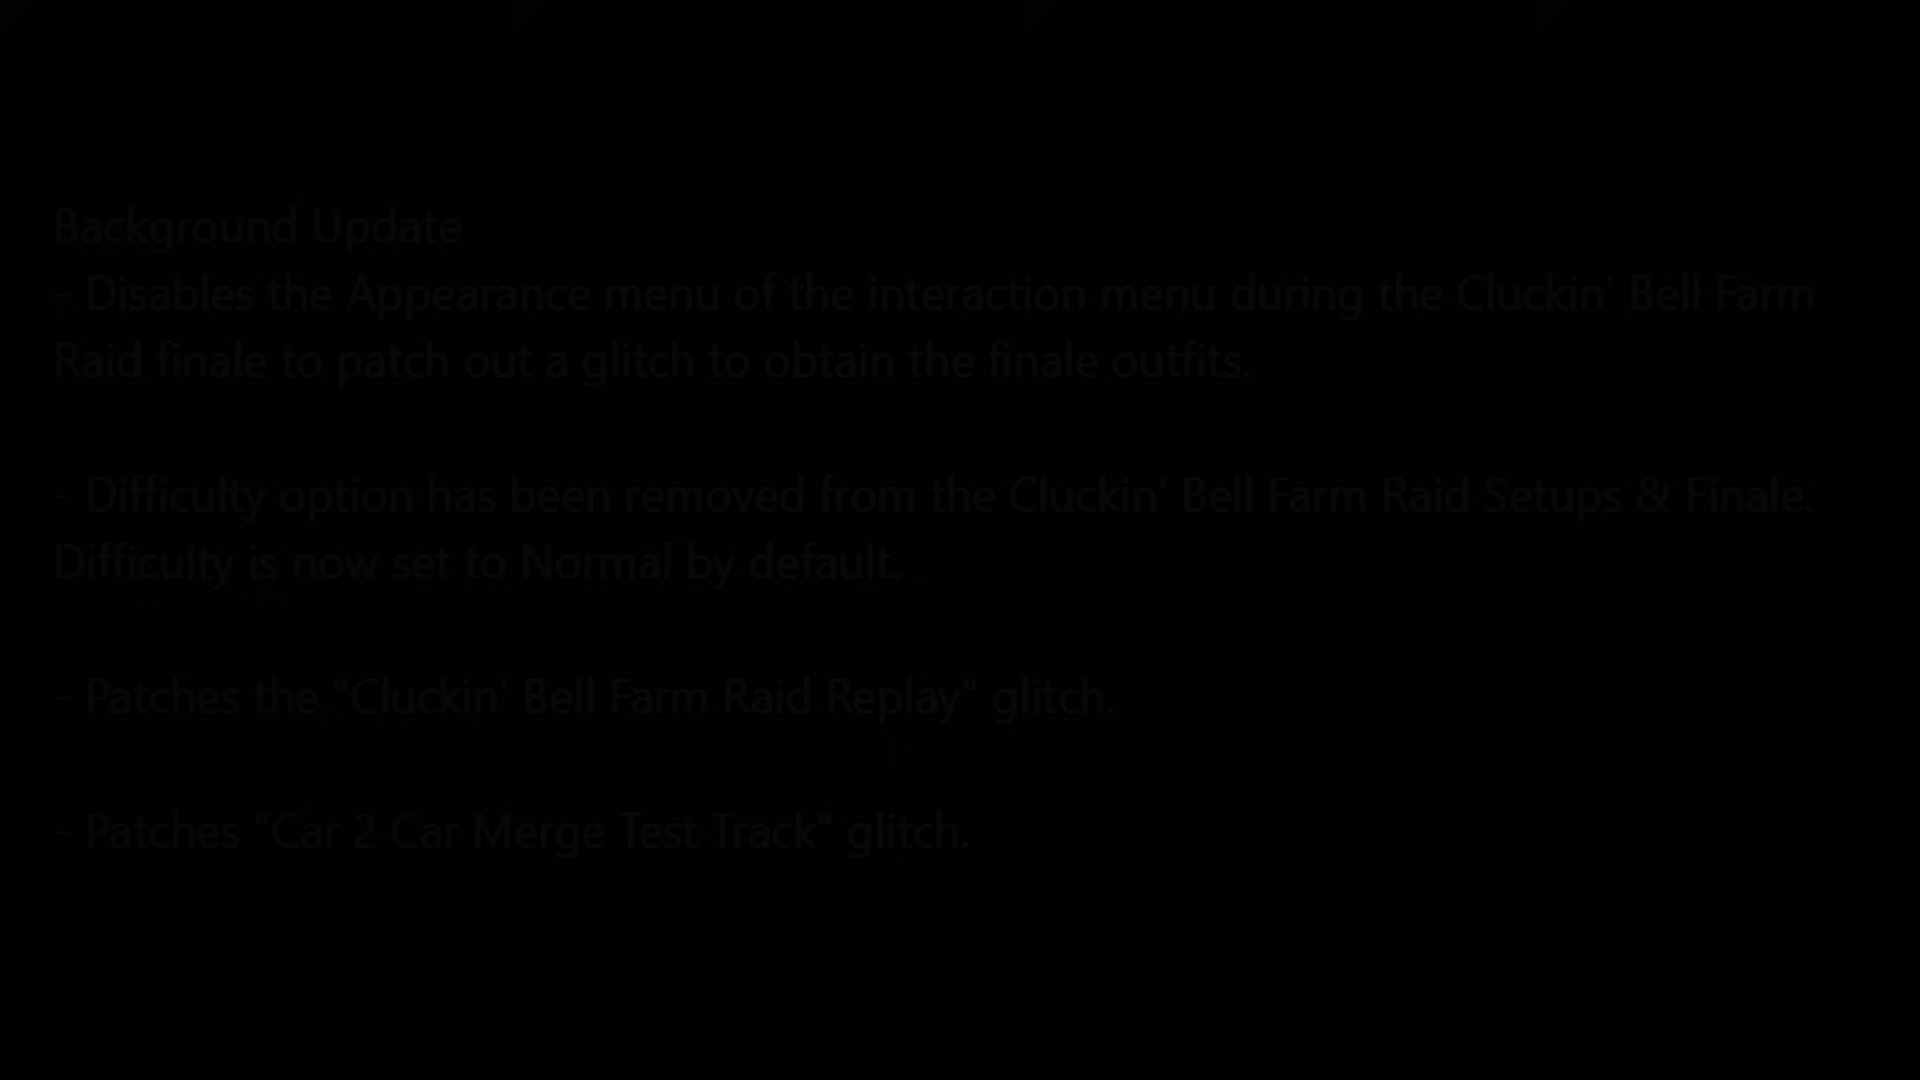 Background Update
- Disables the Appearance menu of the interaction menu during the Cluckin' Bell Farm
Raid finale to patch out a glitch to obtain the finale outfits.
- Difficulty option has been removed from the Cluckin' Bell Farm Raid Setups & Finale.
Difficulty is now set to Normal by default.
- Patches the "Cluckin' Bell Farm Raid Replay" glitch.
- Patches "Car 2 Car Merge Test Track" glitch.